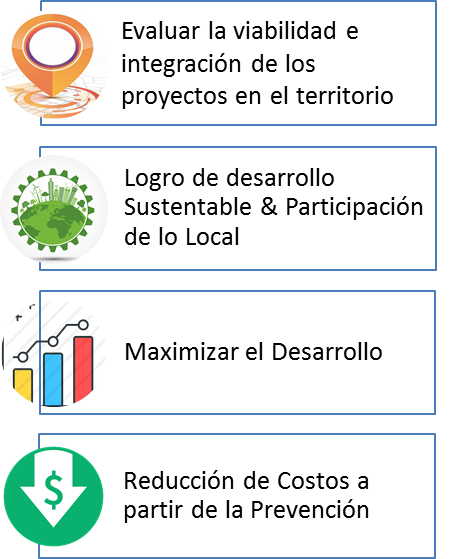 Evaluar la viabilidad e
integración de los
proyectos en el territorio
Logro de desarrollo
Sustentable & Participación
de lo Local
Maximizar el Desarrollo
$
Reducción de Costos a
partir de la Prevención